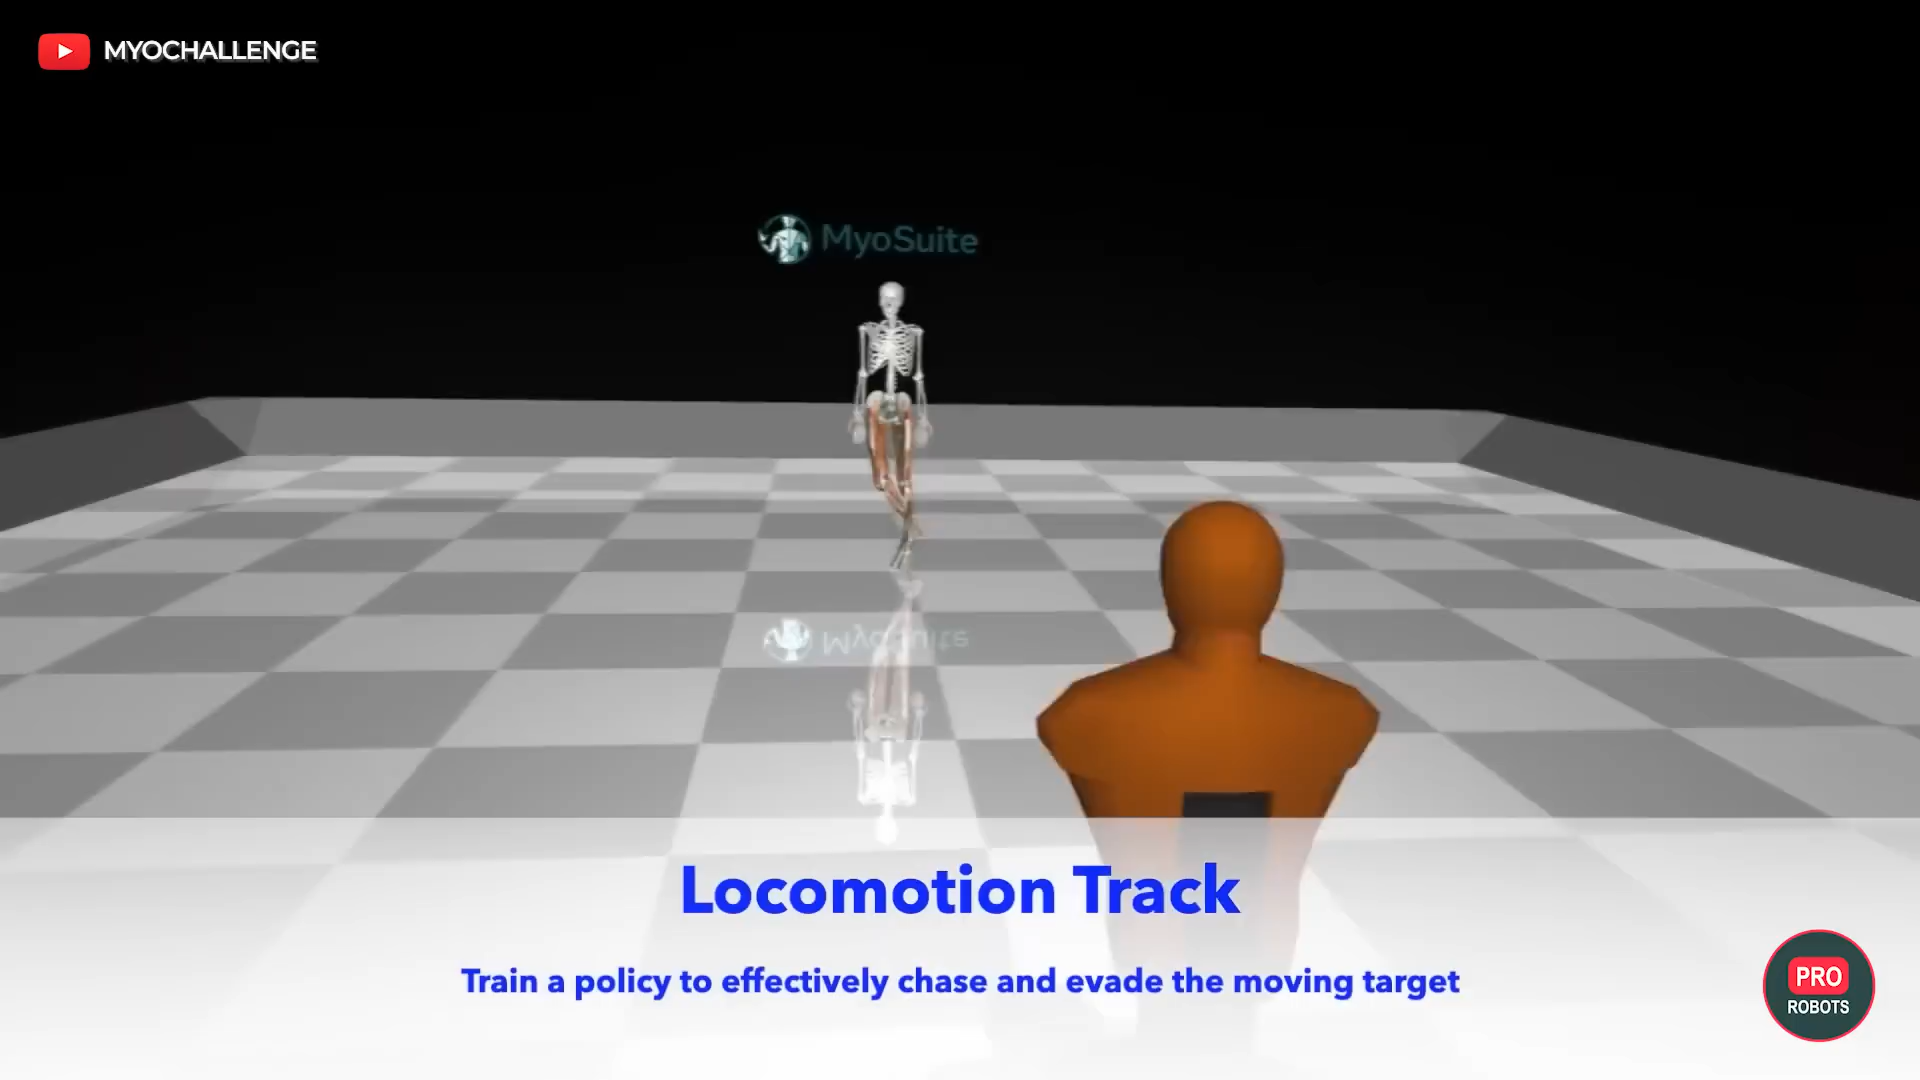 MYOCHALLENGE
MyoSuite
Locomotion Track
Train a policy to effectively chase and evade the moving target
PRO
ROBOTS